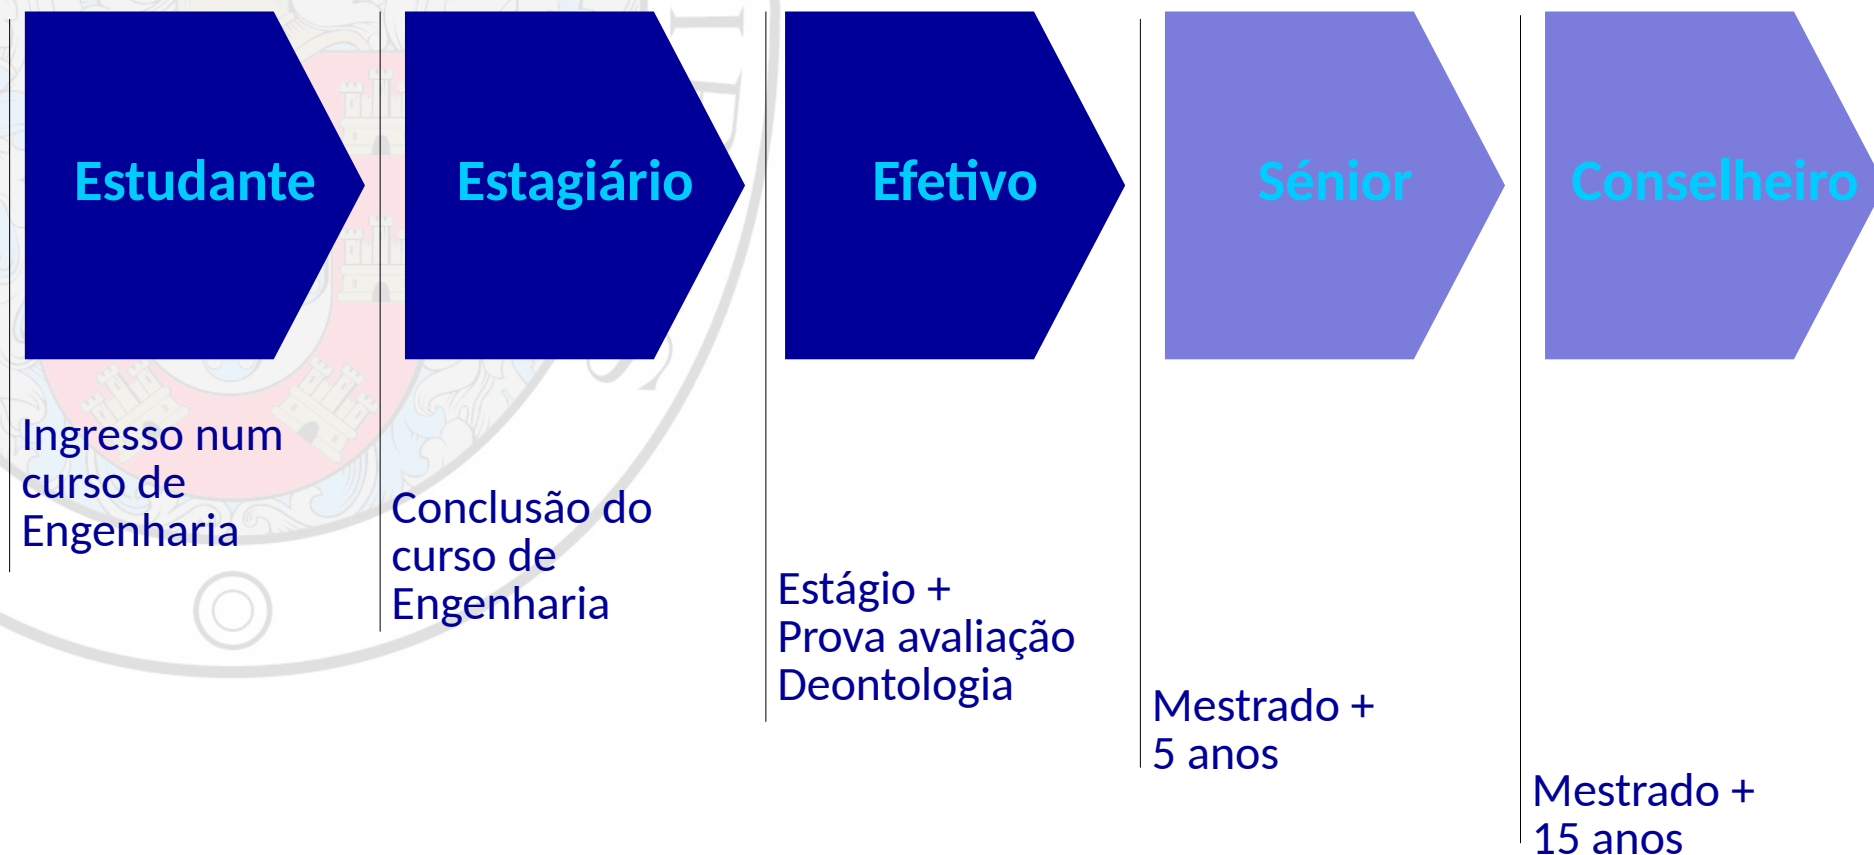 Estudante
Estagiário
Efetivo
Sénior
Conselheiro
Ingresso num
curso de
Engenharia
Conclusão do
curso de
Engenharia
Estágio +
Prova avaliação
Deontologia
Mestrado +
5 anos
Mestrado +
15 anos